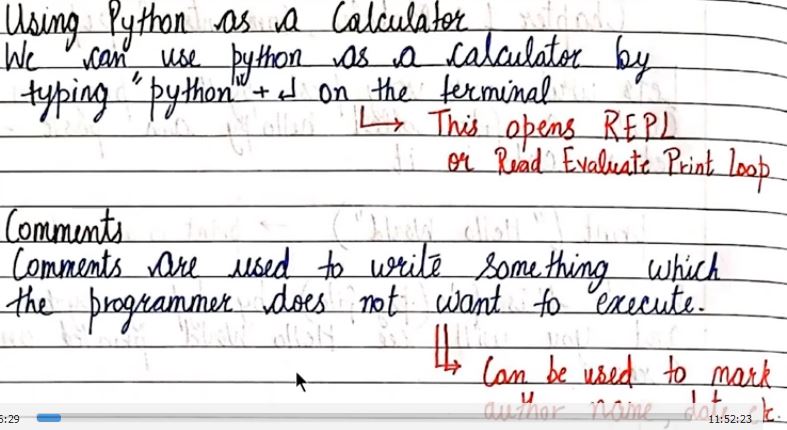 Using Python as a Calculator
We can use python as a calculator by
typing "python" + ↲ on the terminal
↳ This opens REPL
or Read Evaluate Print loop
Comments
Comments are used to write something which
the programmer does not want to execute.
↳ Can be used to mark
author name, date etc.
6:29
11:52:23